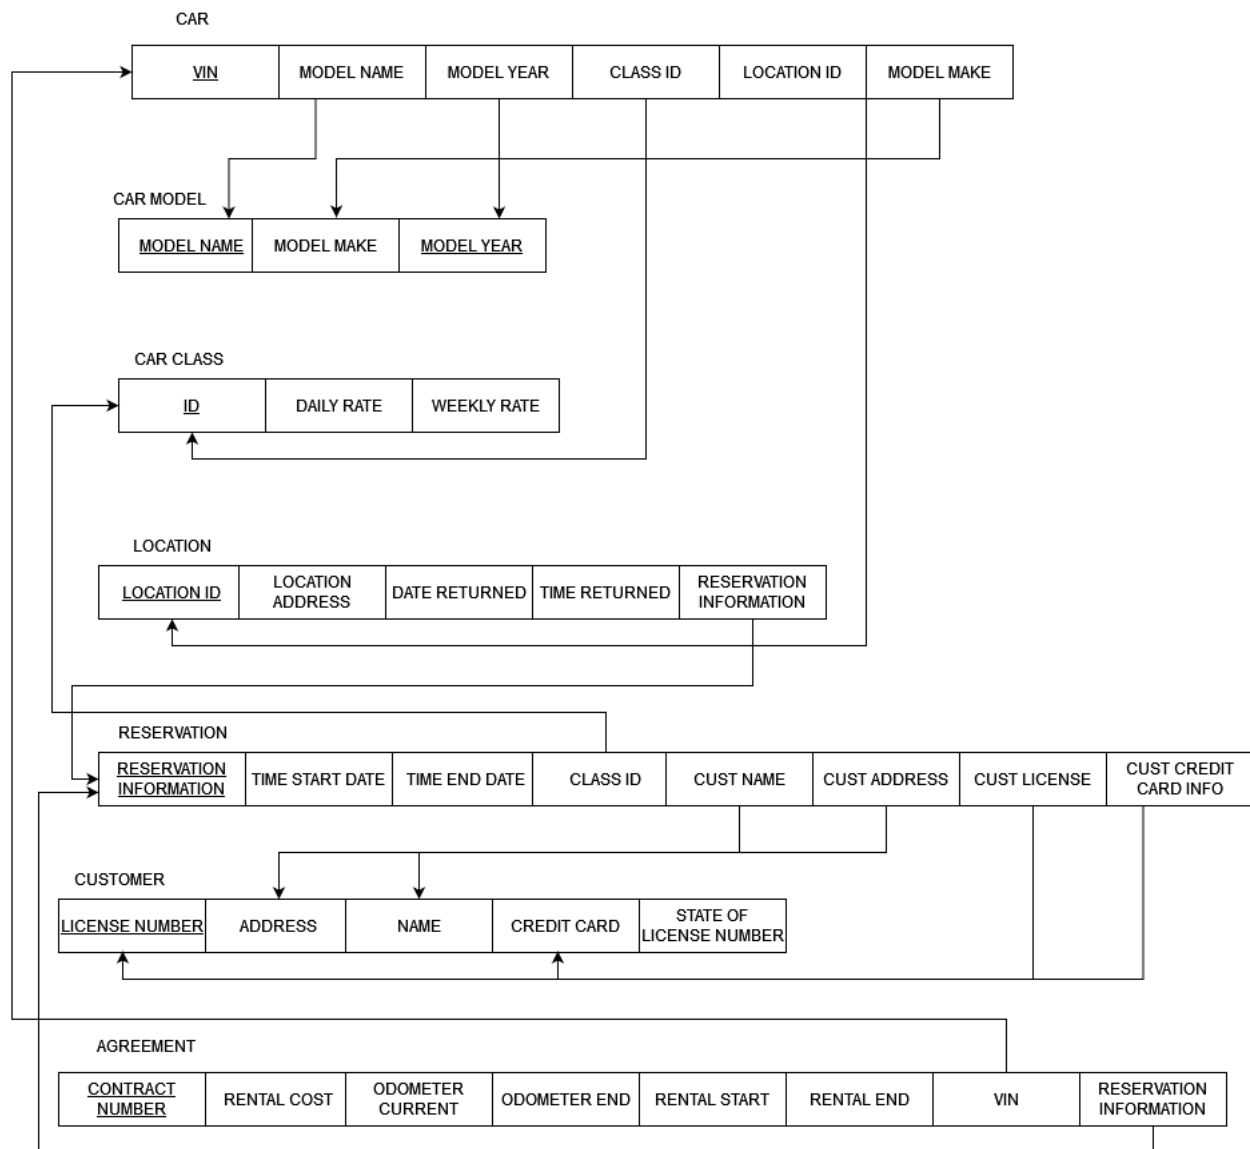 CAR
VIN MODEL NAME MODEL YEAR CLASS ID LOCATION ID MODEL MAKE
CAR MODEL
MODEL NAME MODEL MAKE MODEL YEAR
CAR CLASS
ID DAILY RATE WEEKLY RATE
LOCATION
LOCATION ID
LOCATION
ADDRESS
DATE RETURNED
TIME RETURNED
RESERVATION
INFORMATION
RESERVATION
RESERVATION
INFORMATION
TIME START DATE
TIME END DATE
CLASS ID
CUST NAME
CUST ADDRESS
CUST LICENSE
CUST CREDIT
CARD INFO
CUSTOMER
LICENSE NUMBER
ADDRESS
NAME
CREDIT CARD
STATE OF
LICENSE NUMBER
AGREEMENT
CONTRACT
NUMBER
RENTAL COST
ODOMETER
CURRENT
ODOMETER END
RENTAL START
RENTAL END
VIN
RESERVATION
INFORMATION